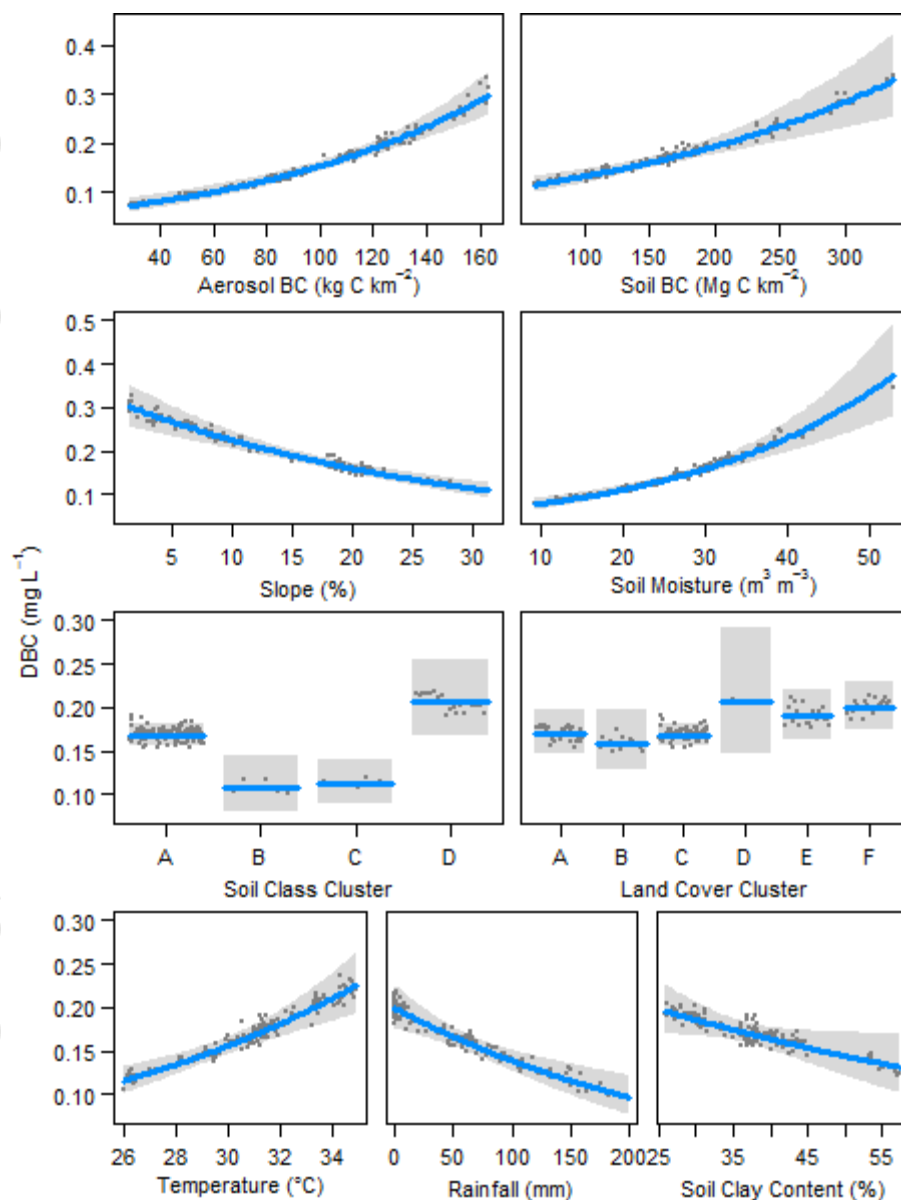 0.4
0.3
0.2
0.1
40 60 80 100 120 140 160
100 150 200 250 300
Aerosol BC (kg C km⁻²)
Soil BC (Mg C km⁻²)
0.5
0.4
0.3
0.2
0.1
5 10 15 20 25 30
10 20 30 40 50
Slope (%)
Soil Moisture (m³ m⁻³)
DBC (mg L⁻¹)
0.30
0.25
0.20
0.15
0.10
A B C D
A B C D E F
Soil Class Cluster
Land Cover Cluster
0.30
0.25
0.20
0.15
0.10
26 28 30 32 34
0 50 100 150 200
25 35 45 55
Temperature (°C)
Rainfall (mm)
Soil Clay Content (%)